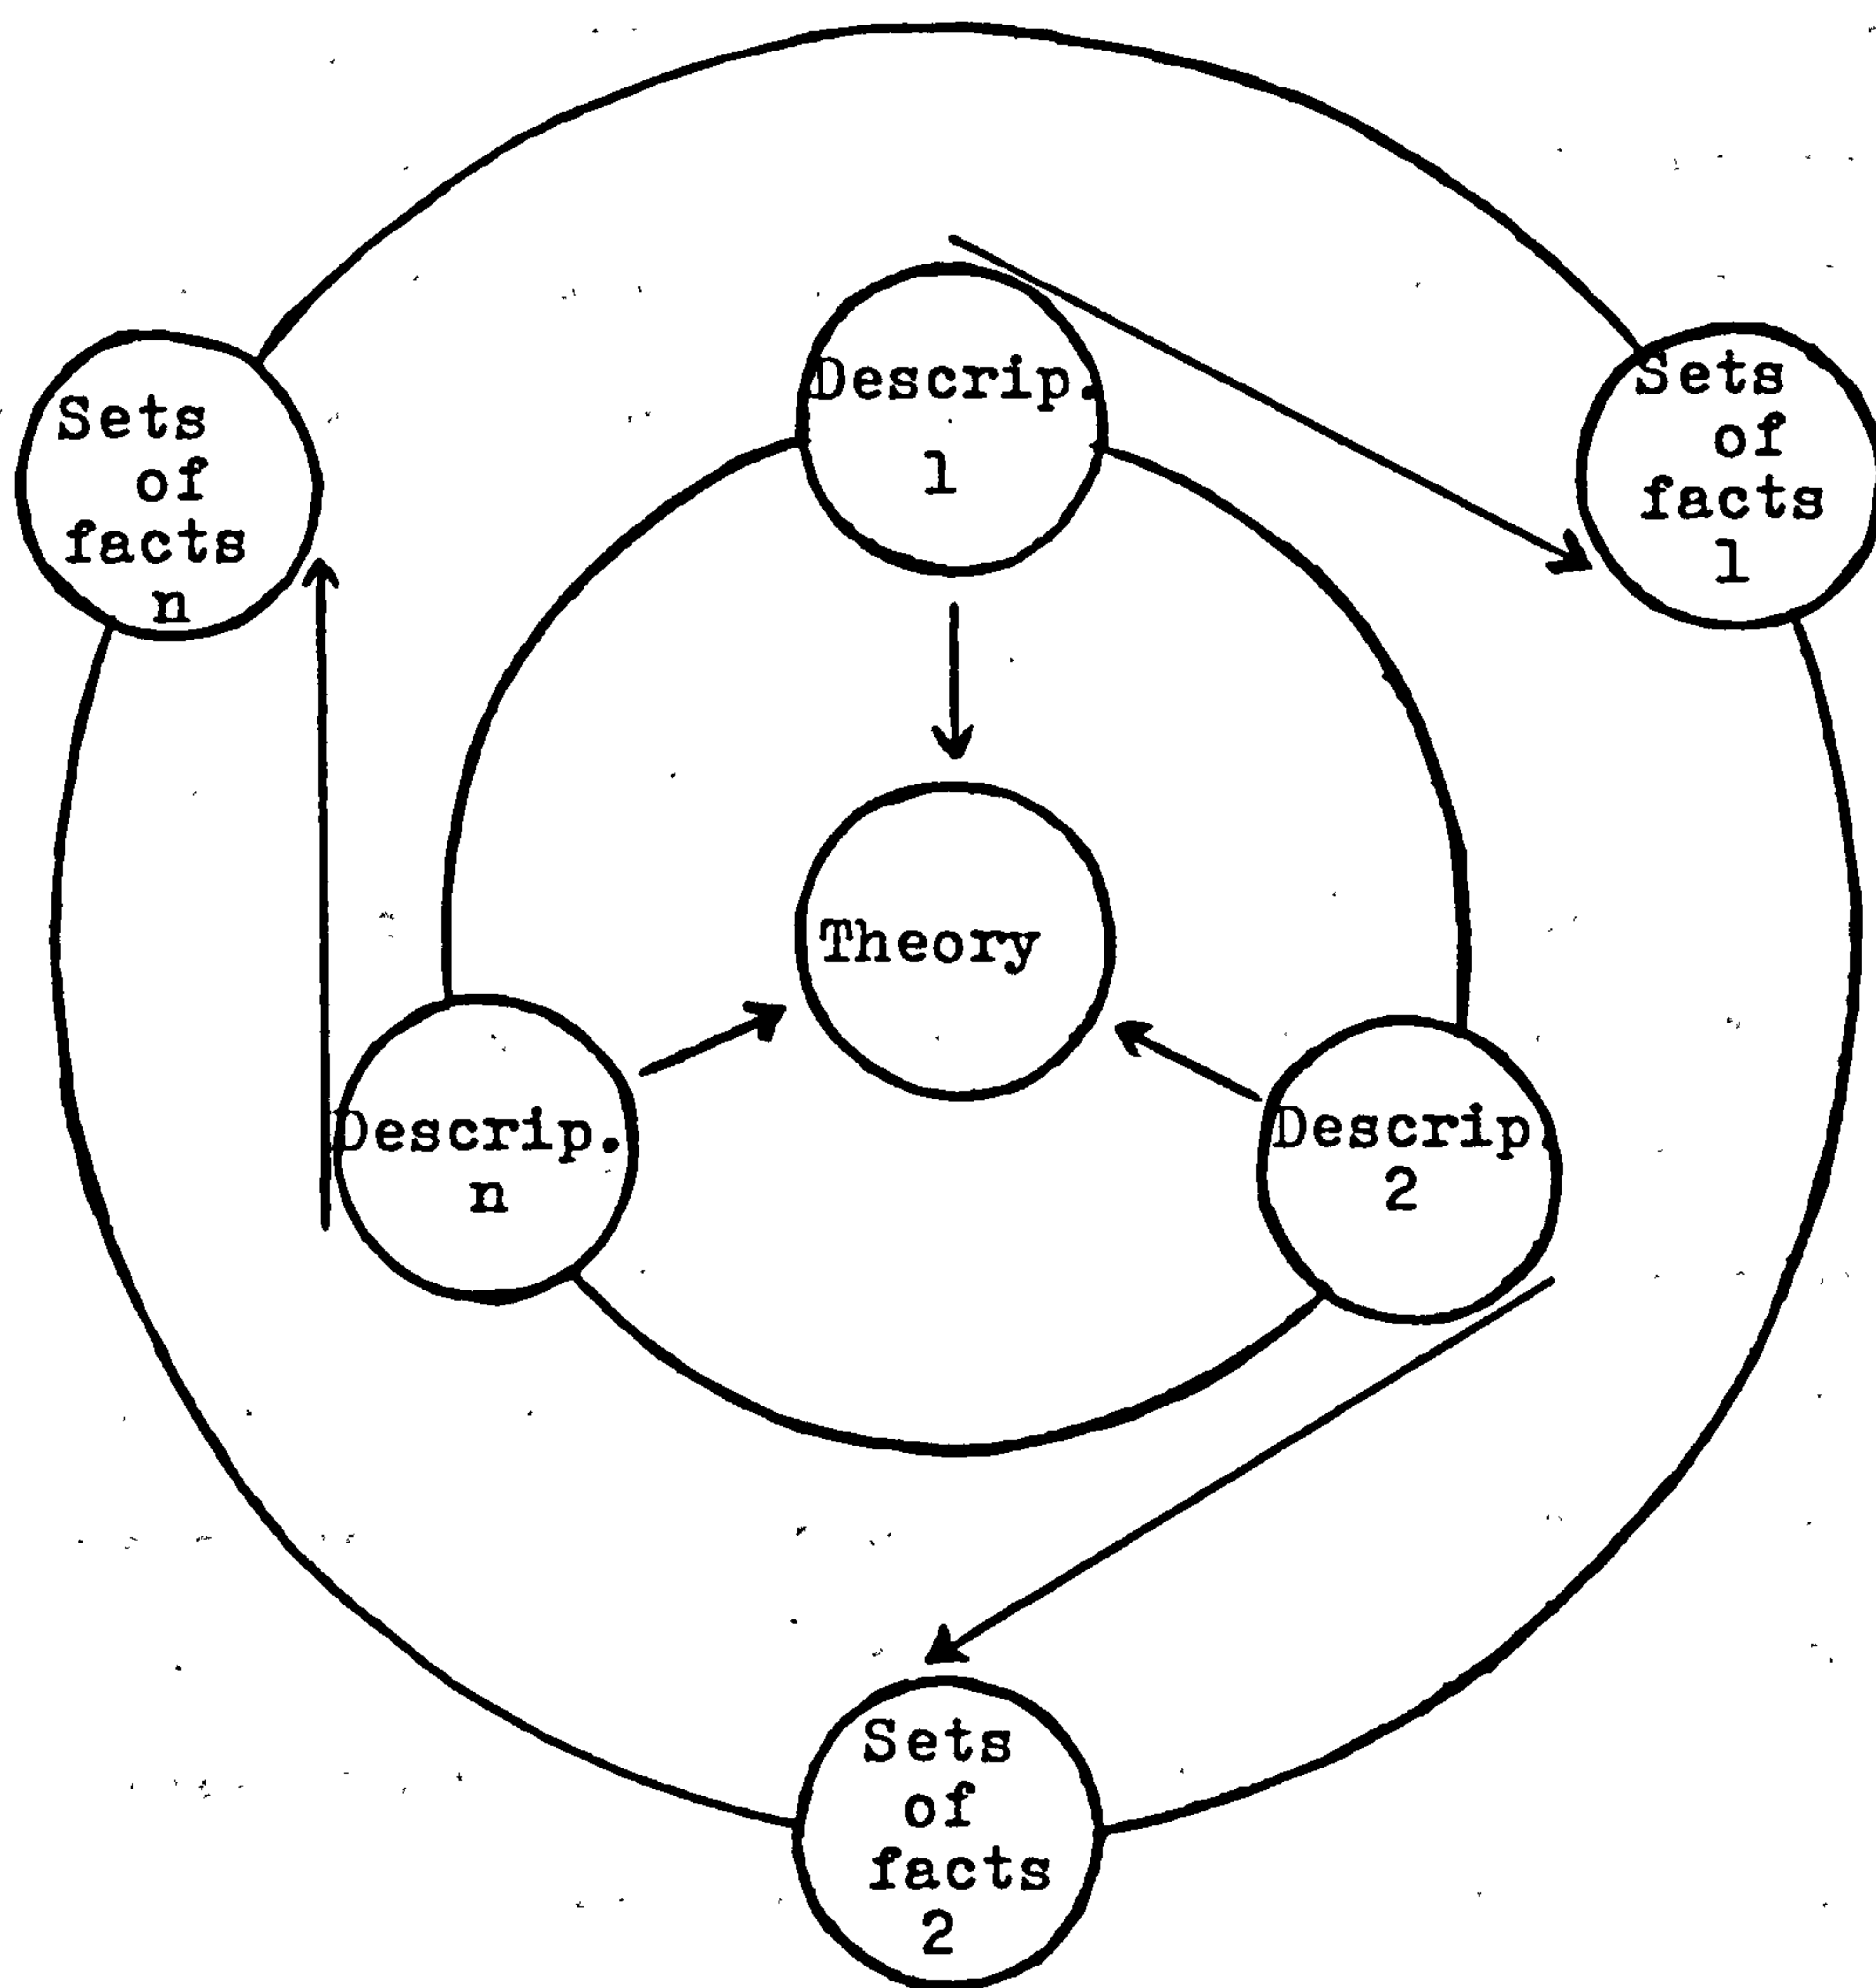 Descrip.
1
Sets
of
facts
1
Sets
of
facts
n
Theory
Descrip.
n
Descrip.
2
Sets
of
facts
2